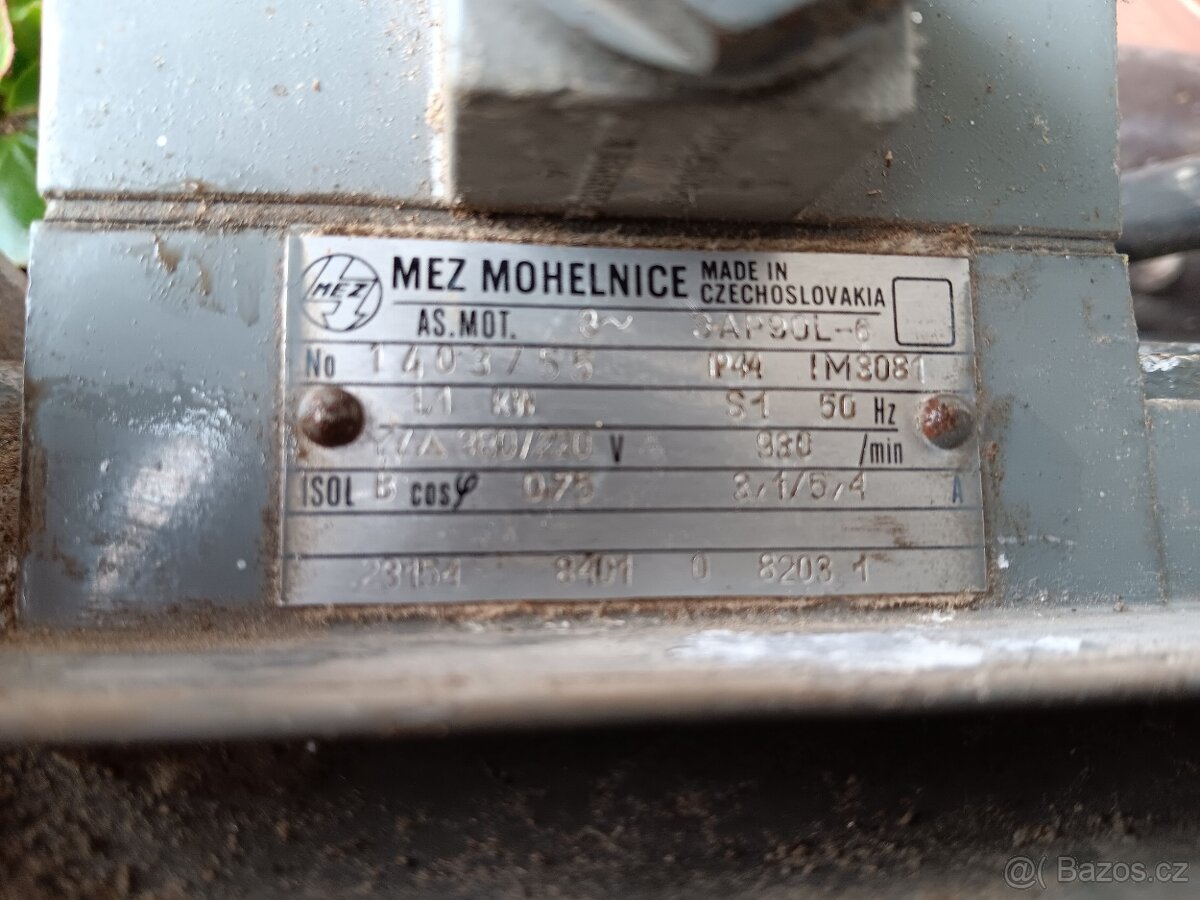 MEZ
MEZ MOHELNICE MADE IN CZECHOSLOVAKIA
AS.MOT. 3~ 3AP90L-6
No 1403/55 IP44 IM3081
1.1 kW S1 50 Hz
Y/△ 380/220 V 980 /min
ISOL B cosφ 0,75 3,1/5,4 A
23154 8401 0 8203 1
@( Bazos.cz